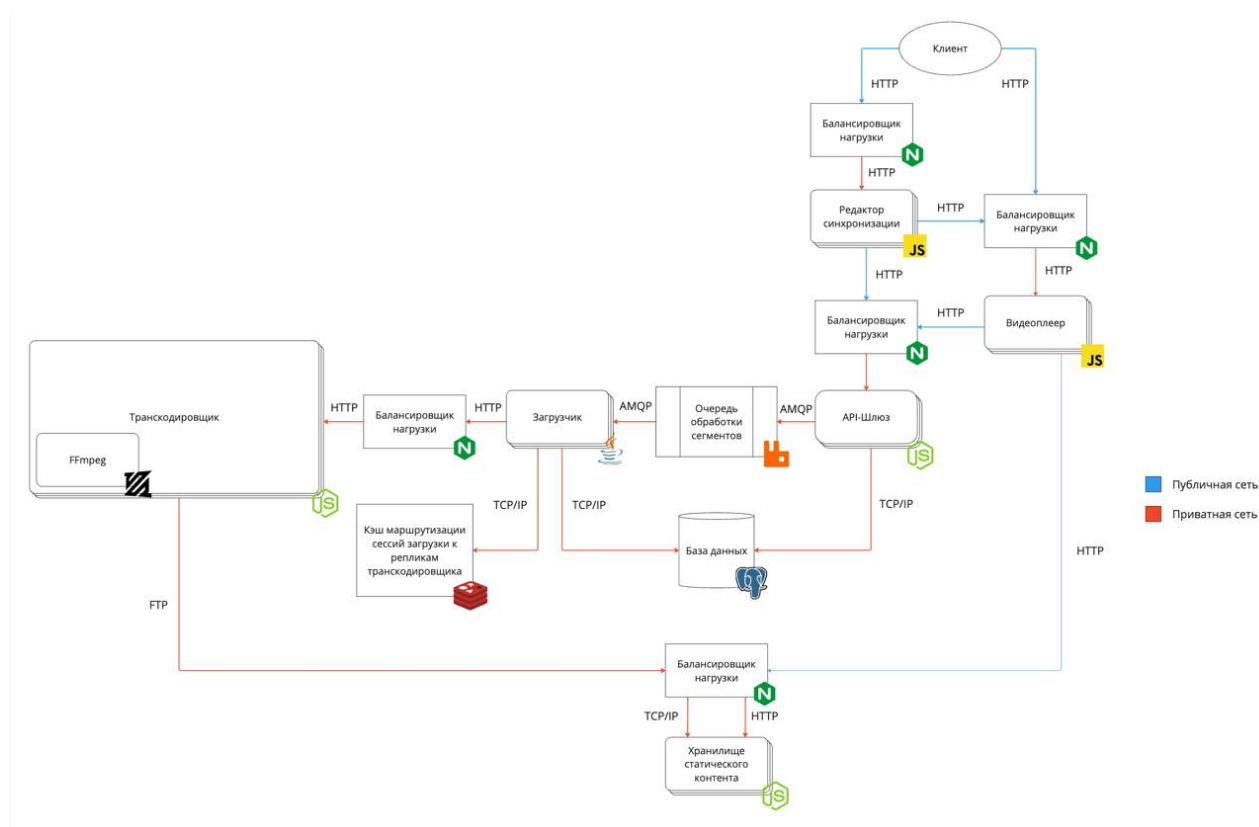 Клиент
HTTP
HTTP
Балансировщик
нагрузки
N
HTTP
Редактор
синхронизации
JS
HTTP
Балансировщик
нагрузки
N
HTTP
HTTP
Балансировщик
нагрузки
N
HTTP
Видеоплеер
JS
Транскодировщик
FFmpeg
JS
HTTP
Балансировщик
нагрузки
N
HTTP
Загрузчик
AMQP
Очередь
обработки
сегментов
AMQP
API-Шлюз
JS
Публичная сеть
Приватная сеть
TCP/IP
TCP/IP
TCP/IP
Кэш маршрутизации
сессий загрузки к
репликам
транскодировщика
База данных
HTTP
FTP
Балансировщик
нагрузки
N
TCP/IP
HTTP
Хранилище
статического
контента
JS